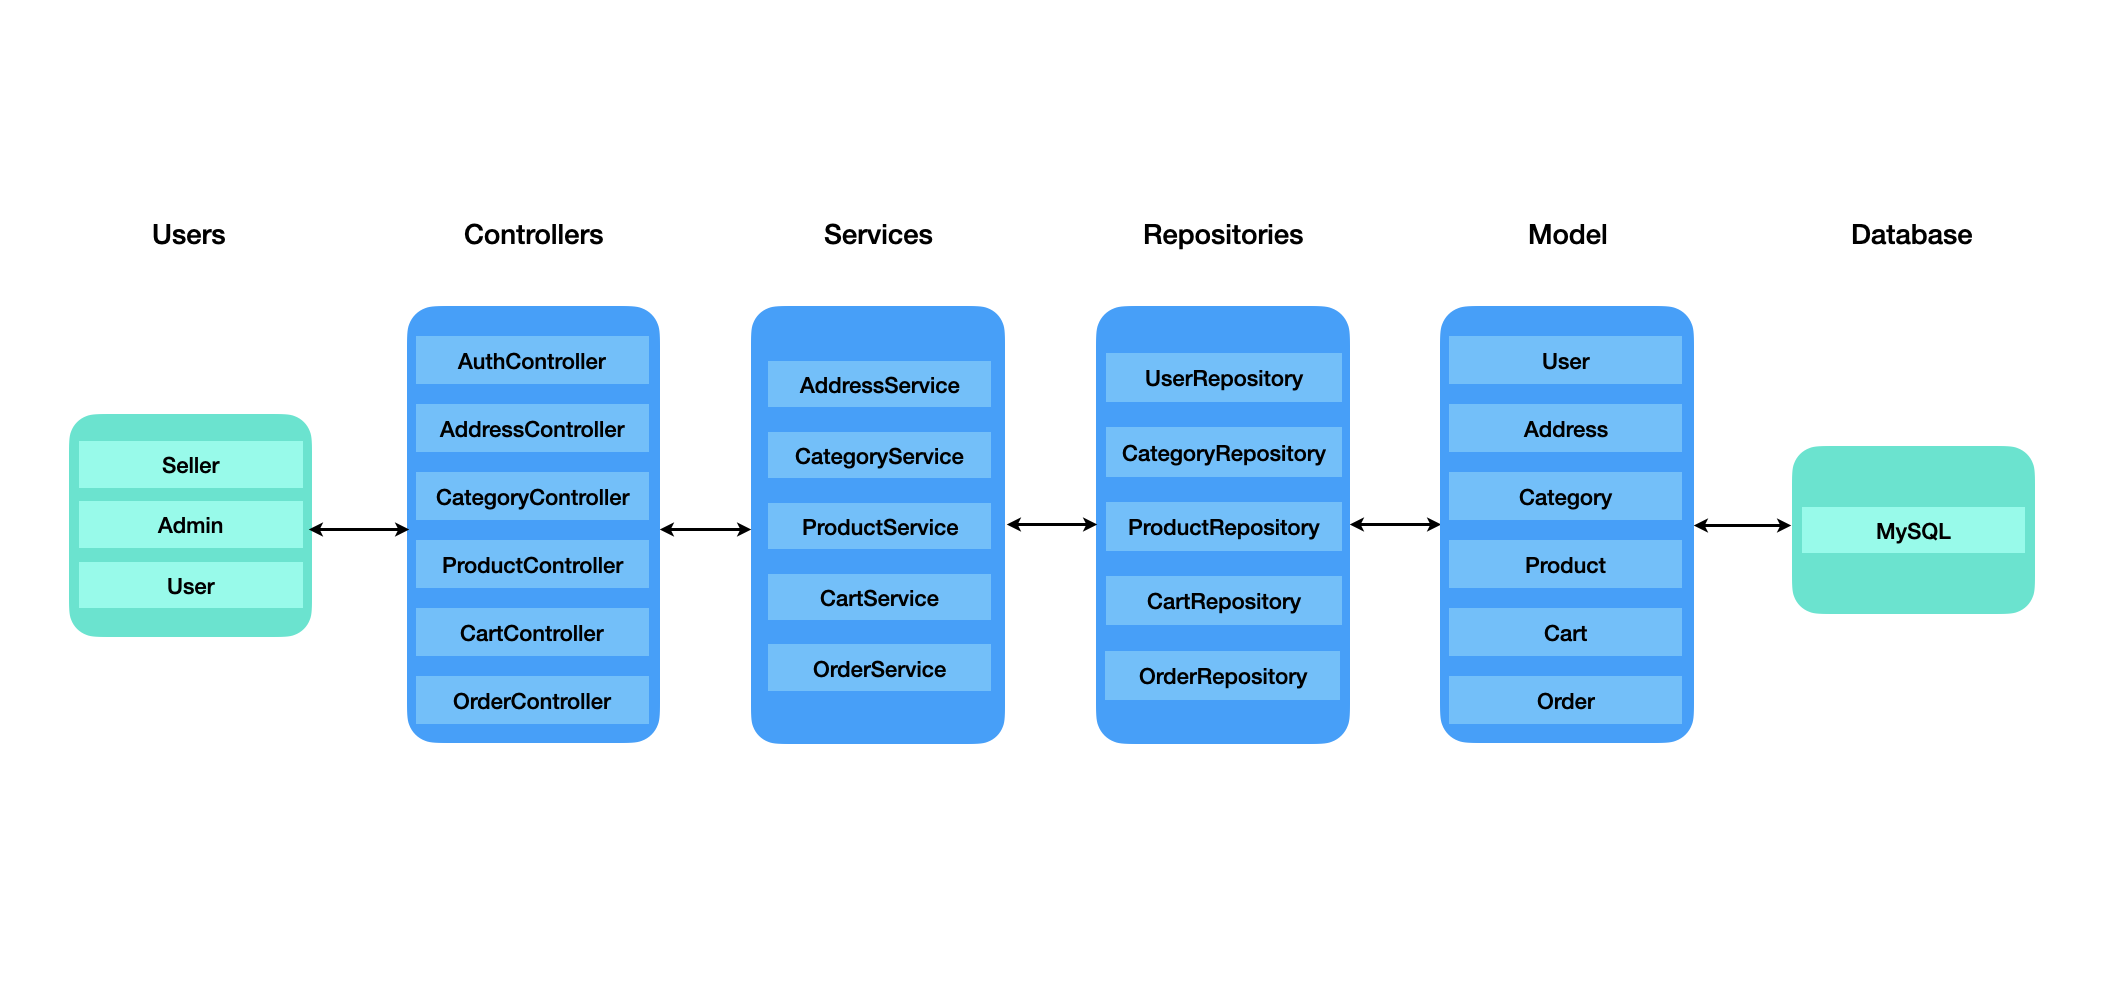 Users
Seller
Admin
User
Controllers
AuthController
AddressController
CategoryController
ProductController
CartController
OrderController
Services
AddressService
CategoryService
ProductService
CartService
OrderService
Repositories
UserRepository
CategoryRepository
ProductRepository
CartRepository
OrderRepository
Model
User
Address
Category
Product
Cart
Order
Database
MySQL